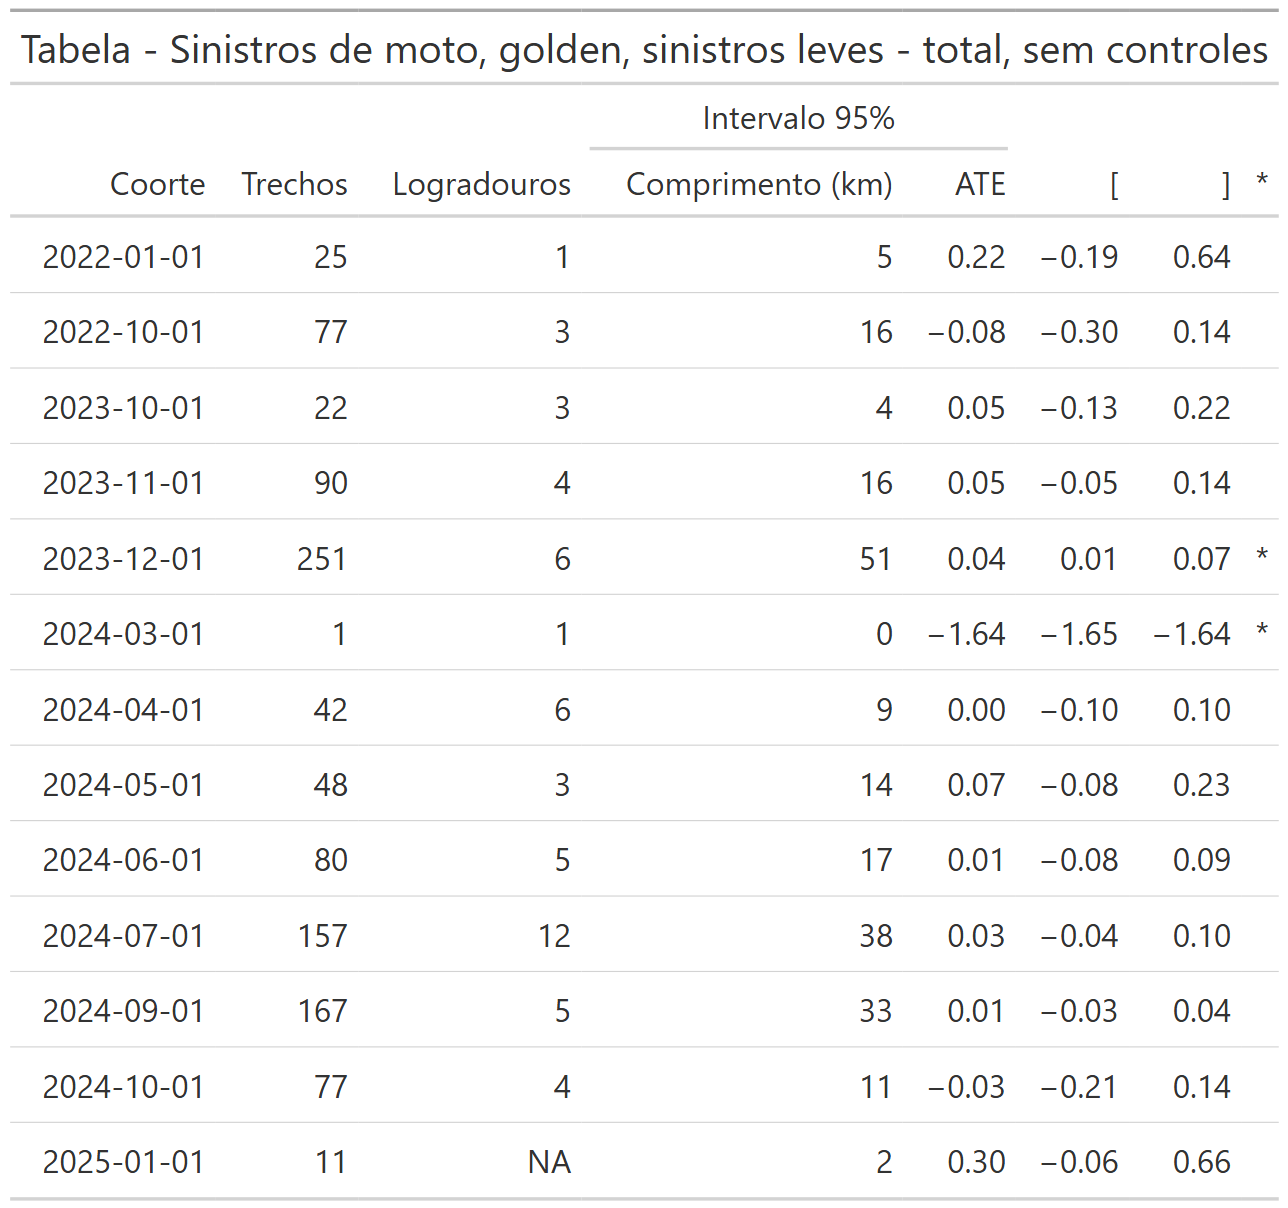 Tabela - Sinistros de moto, golden, sinistros leves - total, sem controles
Intervalo 95%
Coorte Trechos Logradouros Comprimento (km) ATE [ ] *
2022-01-01 25 1 5 0.22 −0.19 0.64
2022-10-01 77 3 16 −0.08 −0.30 0.14
2023-10-01 22 3 4 0.05 −0.13 0.22
2023-11-01 90 4 16 0.05 −0.05 0.14
2023-12-01 251 6 51 0.04 0.01 0.07 *
2024-03-01 1 1 0 −1.64 −1.65 −1.64 *
2024-04-01 42 6 9 0.00 −0.10 0.10
2024-05-01 48 3 14 0.07 −0.08 0.23
2024-06-01 80 5 17 0.01 −0.08 0.09
2024-07-01 157 12 38 0.03 −0.04 0.10
2024-09-01 167 5 33 0.01 −0.03 0.04
2024-10-01 77 4 11 −0.03 −0.21 0.14
2025-01-01 11 NA 2 0.30 −0.06 0.66